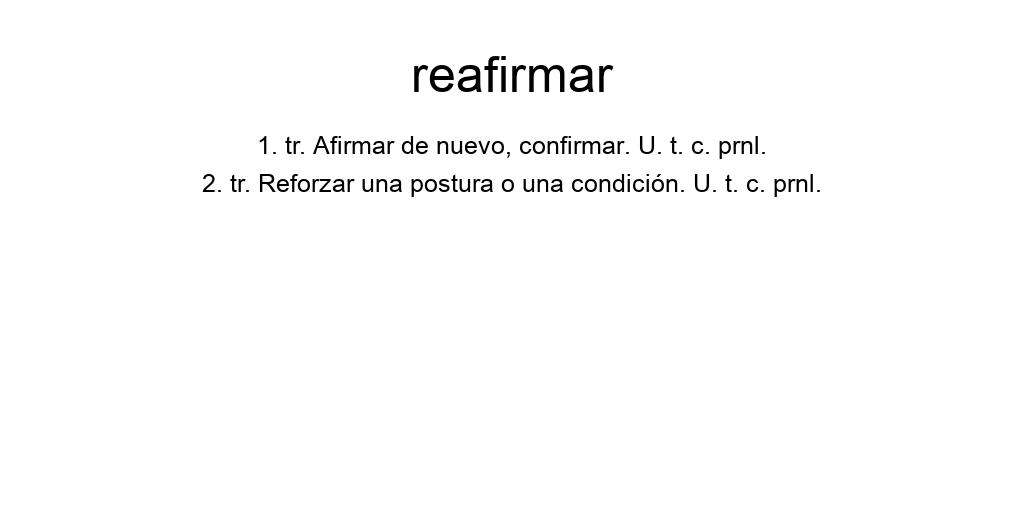 reafirmar
1. tr. Afirmar de nuevo, confirmar. U. t. c. prnl.
2. tr. Reforzar una postura o una condición. U. t. c. prnl.